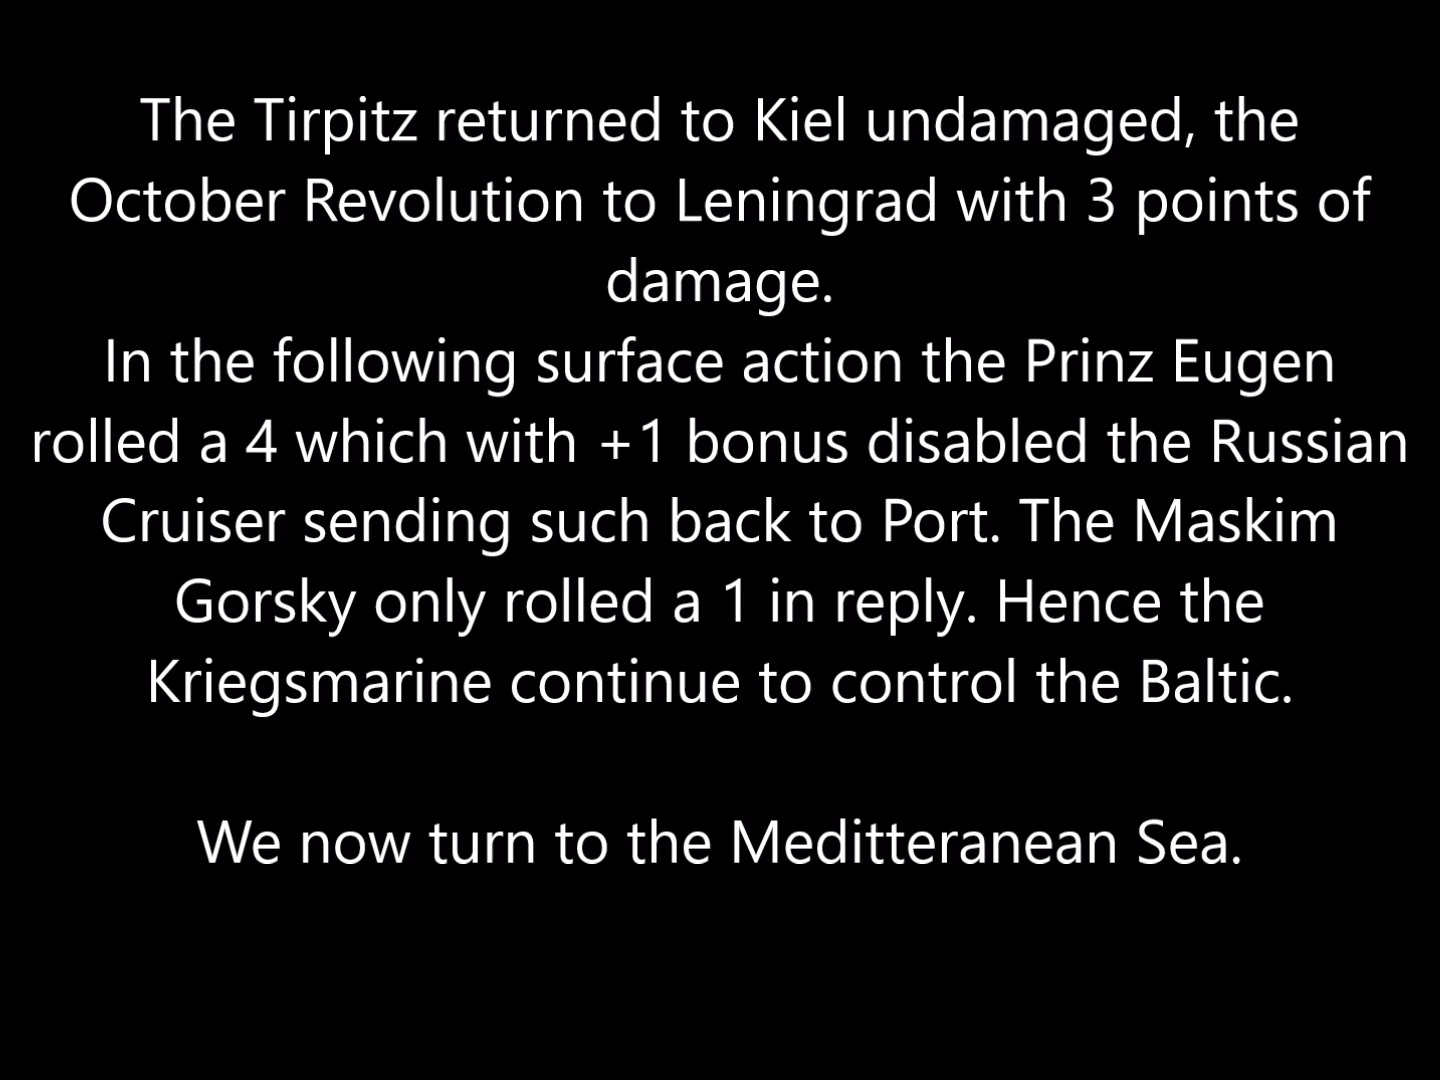 The Tirpitz returned to Kiel undamaged, the
October Revolution to Leningrad with 3 points of
damage.
In the following surface action the Prinz Eugen
rolled a 4 which with +1 bonus disabled the Russian
Cruiser sending such back to Port. The Maskim
Gorsky only rolled a 1 in reply. Hence the
Kriegsmarine continue to control the Baltic.
We now turn to the Meditteranean Sea.